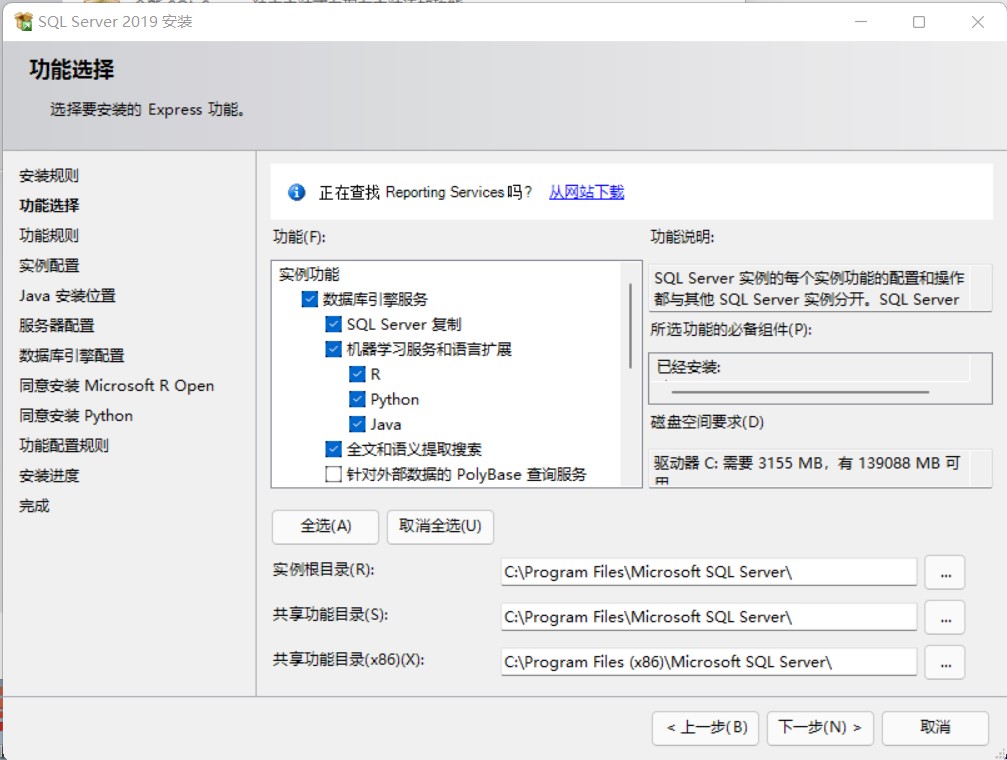 SQL Server 2019 安装
功能选择
选择要安装的 Express 功能。
安装规则
功能选择
功能规则
实例配置
Java 安装位置
服务器配置
数据库引擎配置
同意安装 Microsoft R Open
同意安装 Python
功能配置规则
安装进度
完成
正在查找 Reporting Services 吗? 从网站下载
功能(F):
实例功能
数据库引擎服务
SQL Server 复制
机器学习服务和语言扩展
R
Python
Java
全文和语义提取搜索
针对外部数据的 PolyBase 查询服务
功能说明:
SQL Server 实例的每个实例功能的配置和操作
都与其他 SQL Server 实例分开。SQL Server
所选功能的必备组件(P):
已经安装:
磁盘空间要求(D)
驱动器 C: 需要 3155 MB，有 139088 MB 可
用
全选(A)
取消全选(U)
实例根目录(R):
C:\Program Files\Microsoft SQL Server\
...
共享功能目录(S):
C:\Program Files\Microsoft SQL Server\
...
共享功能目录(x86)(X):
C:\Program Files (x86)\Microsoft SQL Server\
...
< 上一步(B)
下一步(N) >
取消